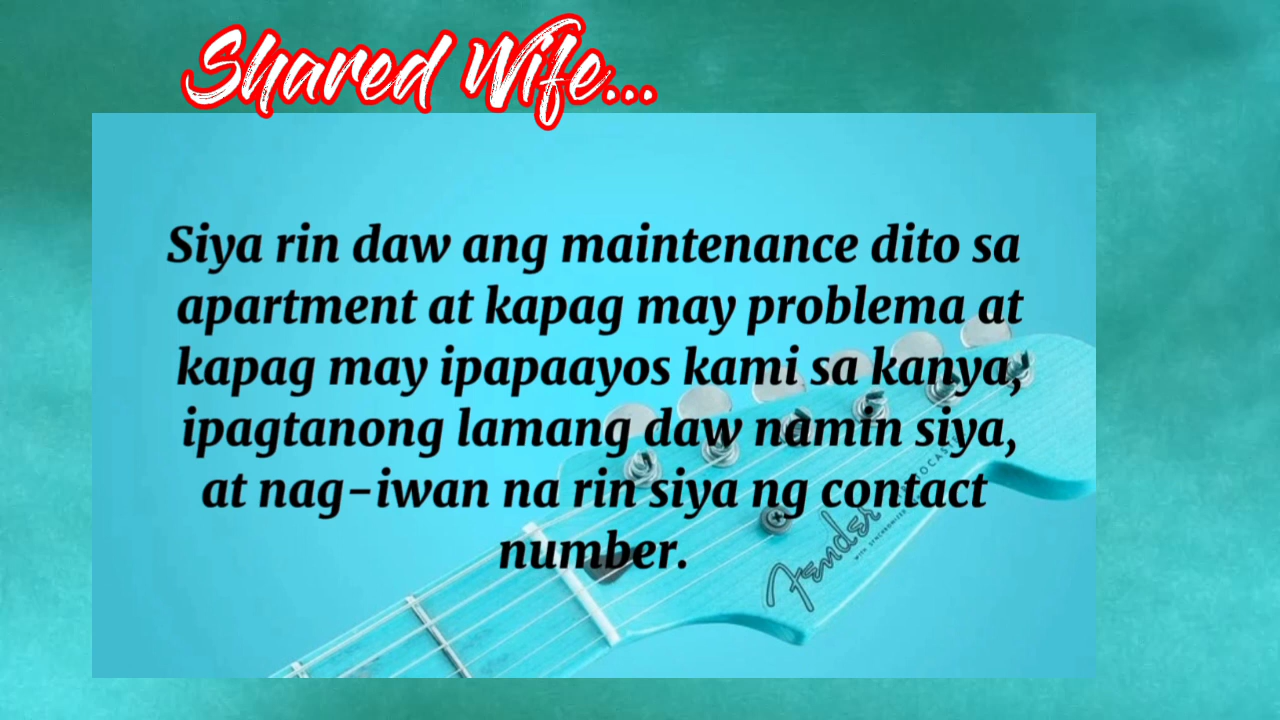 Shared Wife...
Siya rin daw ang maintenance dito sa
apartment at kapag may problema at
kapag may ipapaayos kami sa kanya,
ipagtanong lamang daw namin siya,
at nag-iwan na rin siya ng contact
number.
Fender